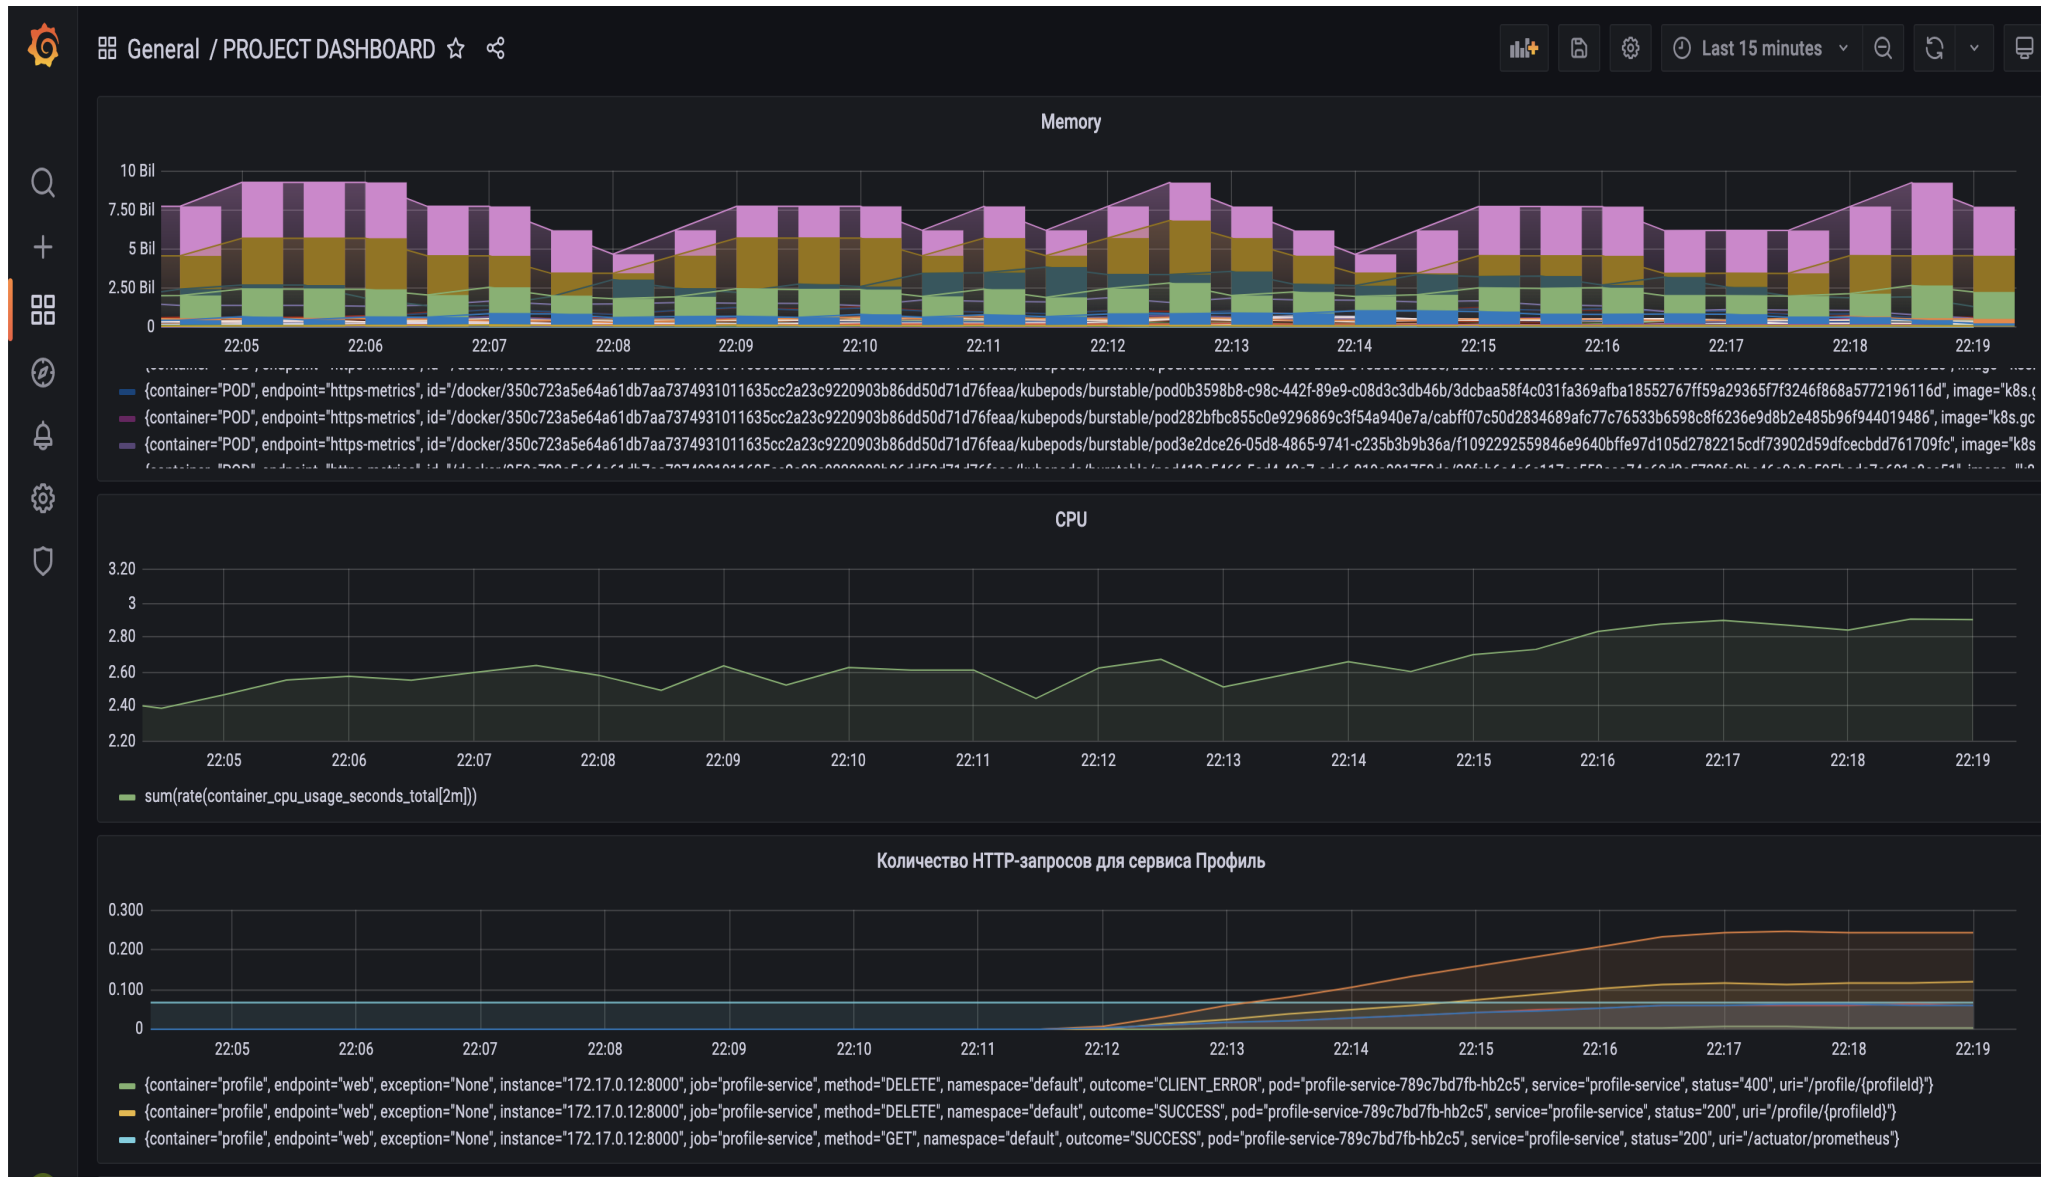 General / PROJECT DASHBOARD
Last 15 minutes
Memory
10 Bil
7.50 Bil
5 Bil
2.50 Bil
0
22:05 22:06 22:07 22:08 22:09 22:10 22:11 22:12 22:13 22:14 22:15 22:16 22:17 22:18 22:19
{container="POD", endpoint="https-metrics", id="/docker/350c723a5e64a61db7aa7374931011635cc2a23c9220903b86dd50d71d76feaa/kubepods/burstable/pod0b3598b8-c98c-442f-89e9-c08d3c3db46b/3dcbaa58f4c031fa369afba18552767ff59a29365f7f3246f868a5772196116d", image="k8s.g
{container="POD", endpoint="https-metrics", id="/docker/350c723a5e64a61db7aa7374931011635cc2a23c9220903b86dd50d71d76feaa/kubepods/burstable/pod282bfbc855c0e9296869c3f54a940e7a/cabff07c50d2834689afc77c76533b6598c8f6236e9d8b2e485b96f944019486", image="k8s.gc
{container="POD", endpoint="https-metrics", id="/docker/350c723a5e64a61db7aa7374931011635cc2a23c9220903b86dd50d71d76feaa/kubepods/burstable/pod3e2dce26-05d8-4865-9741-c235b3b9b36a/f1092292559846e9640bffe97d105d2782215cdf73902d59dfcecbdd761709fc", image="k8s
CPU
3.20
3
2.80
2.60
2.40
2.20
22:05 22:06 22:07 22:08 22:09 22:10 22:11 22:12 22:13 22:14 22:15 22:16 22:17 22:18 22:19
sum(rate(container_cpu_usage_seconds_total[2m]))
Количество HTTP-запросов для сервиса Профиль
0.300
0.200
0.100
0
22:05 22:06 22:07 22:08 22:09 22:10 22:11 22:12 22:13 22:14 22:15 22:16 22:17 22:18 22:19
{container="profile", endpoint="web", exception="None", instance="172.17.0.12:8000", job="profile-service", method="DELETE", namespace="default", outcome="CLIENT_ERROR", pod="profile-service-789c7bd7fb-hb2c5", service="profile-service", status="400", uri="/profile/{profileId}"}
{container="profile", endpoint="web", exception="None", instance="172.17.0.12:8000", job="profile-service", method="DELETE", namespace="default", outcome="SUCCESS", pod="profile-service-789c7bd7fb-hb2c5", service="profile-service", status="200", uri="/profile/{profileId}"}
{container="profile", endpoint="web", exception="None", instance="172.17.0.12:8000", job="profile-service", method="GET", namespace="default", outcome="SUCCESS", pod="profile-service-789c7bd7fb-hb2c5", service="profile-service", status="200", uri="/actuator/prometheus"}